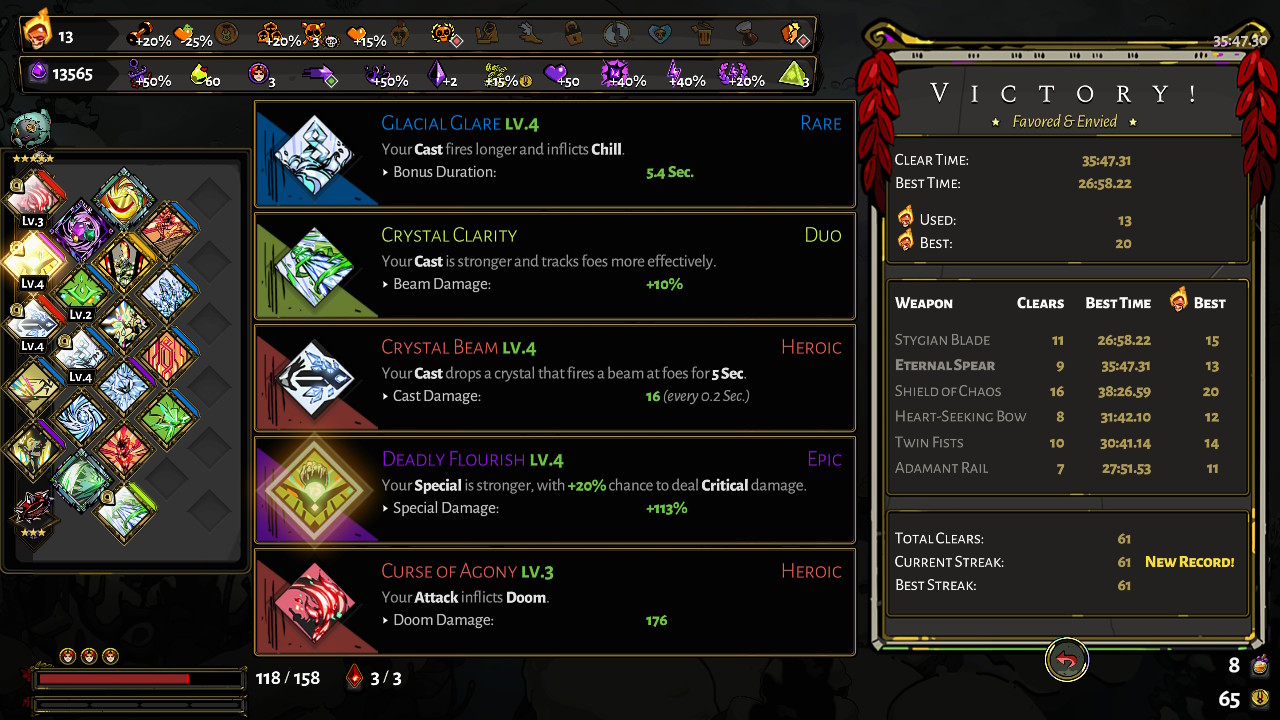 13
+20%
25%
+20%
3
+15%
35:47.30
13565
+50%
60
3
+50%
+2
+15%
+50
+40%
+40%
+20%
3
Lv.3
Lv.4
Lv.2
Lv.4
Lv.4
GLACIAL GLARE LV.4 RARE
Your Cast fires longer and inflicts Chill.
Bonus Duration: 5.4 Sec.
CRYSTAL CLARITY DUO
Your Cast is stronger and tracks foes more effectively.
Beam Damage: +10%
CRYSTAL BEAM LV.4 HEROIC
Your Cast drops a crystal that fires a beam at foes for 5 Sec.
Cast Damage: 16 (every 0.2 Sec.)
DEADLY FLOURISH LV.4 EPIC
Your Special is stronger, with +20% chance to deal Critical damage.
Special Damage: +113%
CURSE OF AGONY LV.3 HEROIC
Your Attack inflicts Doom.
Doom Damage: 176
118 / 158
3 / 3
VICTORY!
Favored & Envied
CLEAR TIME: 35:47.31
BEST TIME: 26:58.22
USED: 13
BEST: 20
WEAPON CLEARS BEST TIME BEST
STYGIAN BLADE 11 26:58.22 15
ETERNAL SPEAR 9 35:47.31 13
SHIELD OF CHAOS 16 38:26.59 20
HEART-SEEKING BOW 8 31:42.10 12
TWIN FISTS 10 30:41.14 14
ADAMANT RAIL 7 27:51.53 11
TOTAL CLEARS: 61
CURRENT STREAK: 61 NEW RECORD!
BEST STREAK: 61
8
65